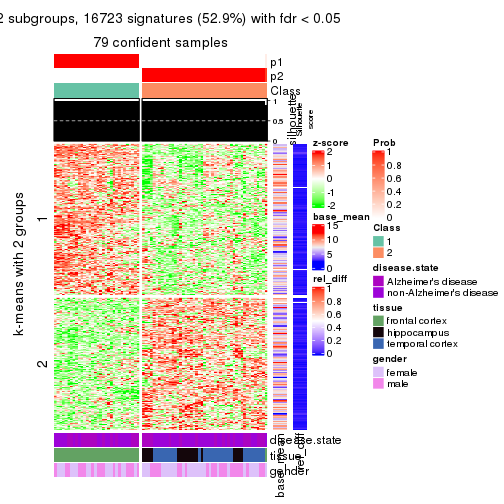 2 subgroups, 16723 signatures (52.9%) with fdr < 0.05
79 confident samples
p1
p2
Class
1
0.5
0
silhouette
Silhouette
score
k-means with 2 groups
1
2
z-score
2
1
0
-1
-2
base_mean
15
10
5
0
rel_diff
1
0.8
0.6
0.4
0.2
0
Prob
1
0.8
0.6
0.4
0.2
0
Class
1
2
disease.state
Alzheimer's disease
non-Alzheimer's disease
tissue
frontal cortex
hippocampus
temporal cortex
gender
female
male
disease.state
tissue
gender
base_mean
rel_diff